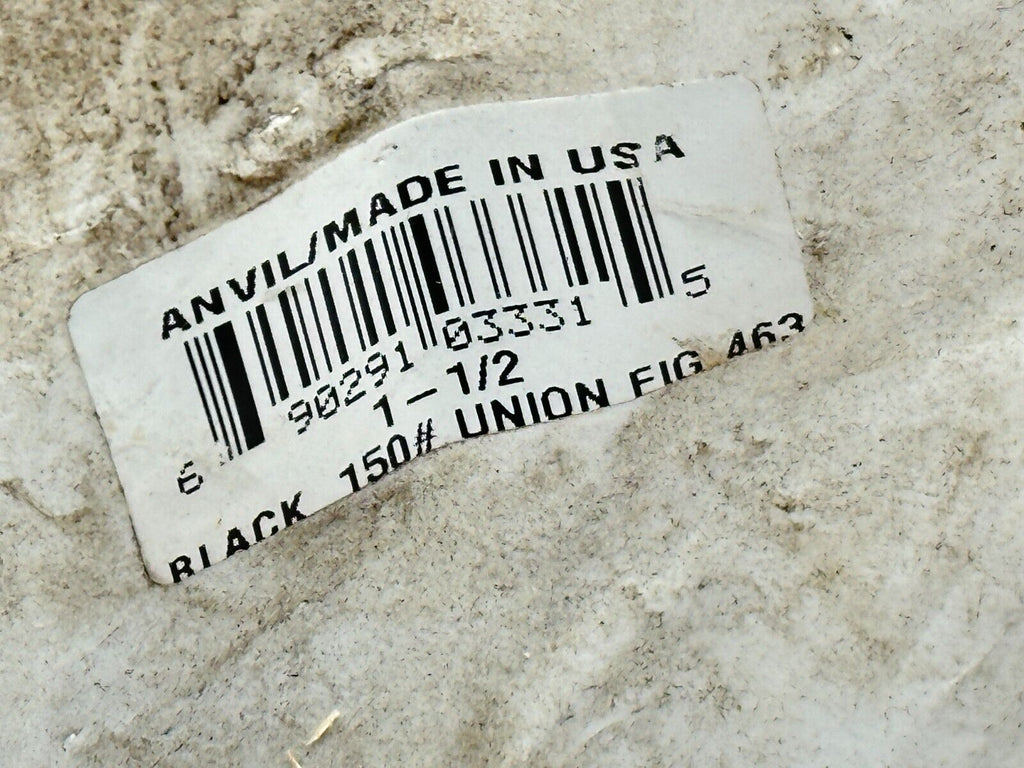 ANVIL/MADE IN USA
6 90291 03331 5
1-1/2
BLACK 150# UNION FIG 463